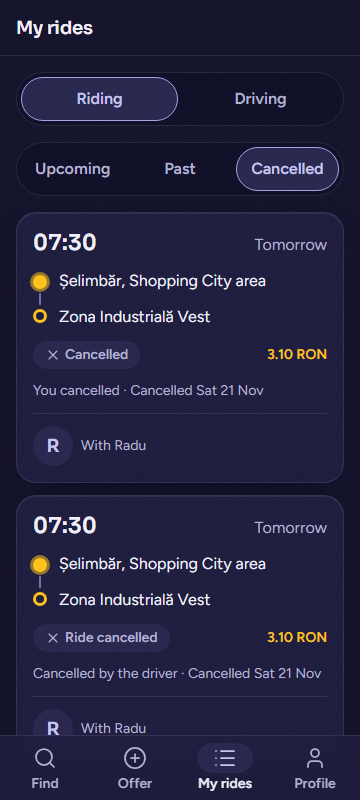 My rides
Riding Driving
Upcoming Past Cancelled
07:30 Tomorrow
Șelimbăr, Shopping City area
Zona Industrială Vest
Cancelled 3.10 RON
You cancelled · Cancelled Sat 21 Nov
R With Radu
07:30 Tomorrow
Șelimbăr, Shopping City area
Zona Industrială Vest
Ride cancelled 3.10 RON
Cancelled by the driver · Cancelled Sat 21 Nov
R With Radu
Find Offer My rides Profile